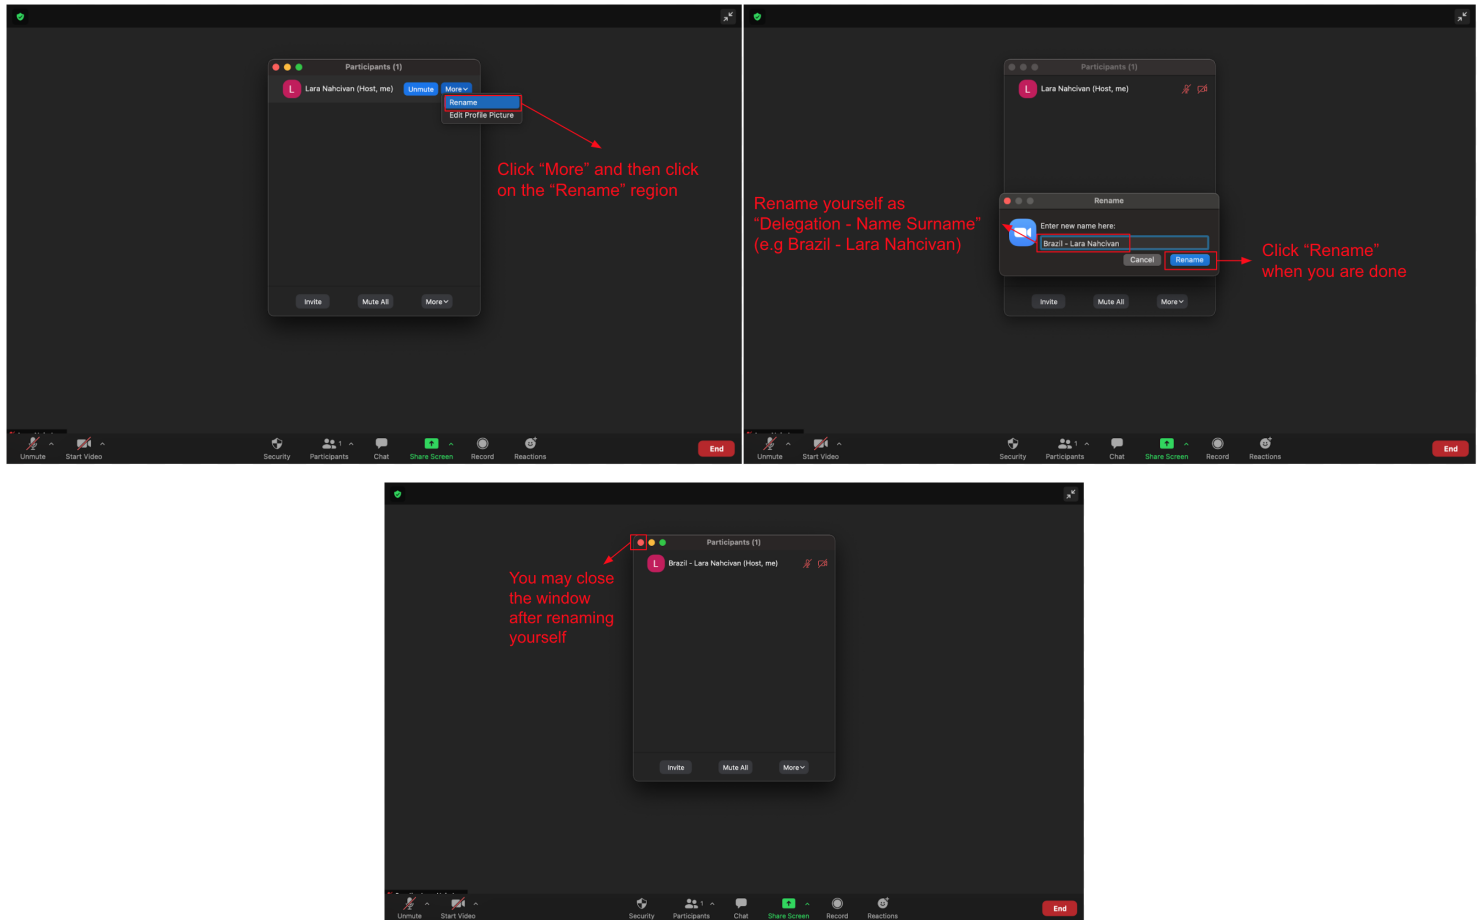 Participants (1)
L
Lara Nahcivan (Host, me)
Unmute
More
Rename
Edit Profile Picture
Click “More” and then click
on the “Rename” region
Invite
Mute All
More
Unmute
Start Video
Security
Participants
1
Chat
Share Screen
Record
Reactions
End
Participants (1)
L
Lara Nahcivan (Host, me)
Rename yourself as
“Delegation - Name Surname”
(e.g Brazil - Lara Nahcivan)
Rename
Enter new name here:
Brazil - Lara Nahcivan
Cancel
Rename
Click “Rename”
when you are done
Invite
Mute All
More
Unmute
Start Video
Security
Participants
1
Chat
Share Screen
Record
Reactions
End
Participants (1)
L
Brazil - Lara Nahcivan (Host, me)
You may close
the window
after renaming
yourself
Invite
Mute All
More
Unmute
Start Video
Security
Participants
1
Chat
Share Screen
Record
Reactions
End